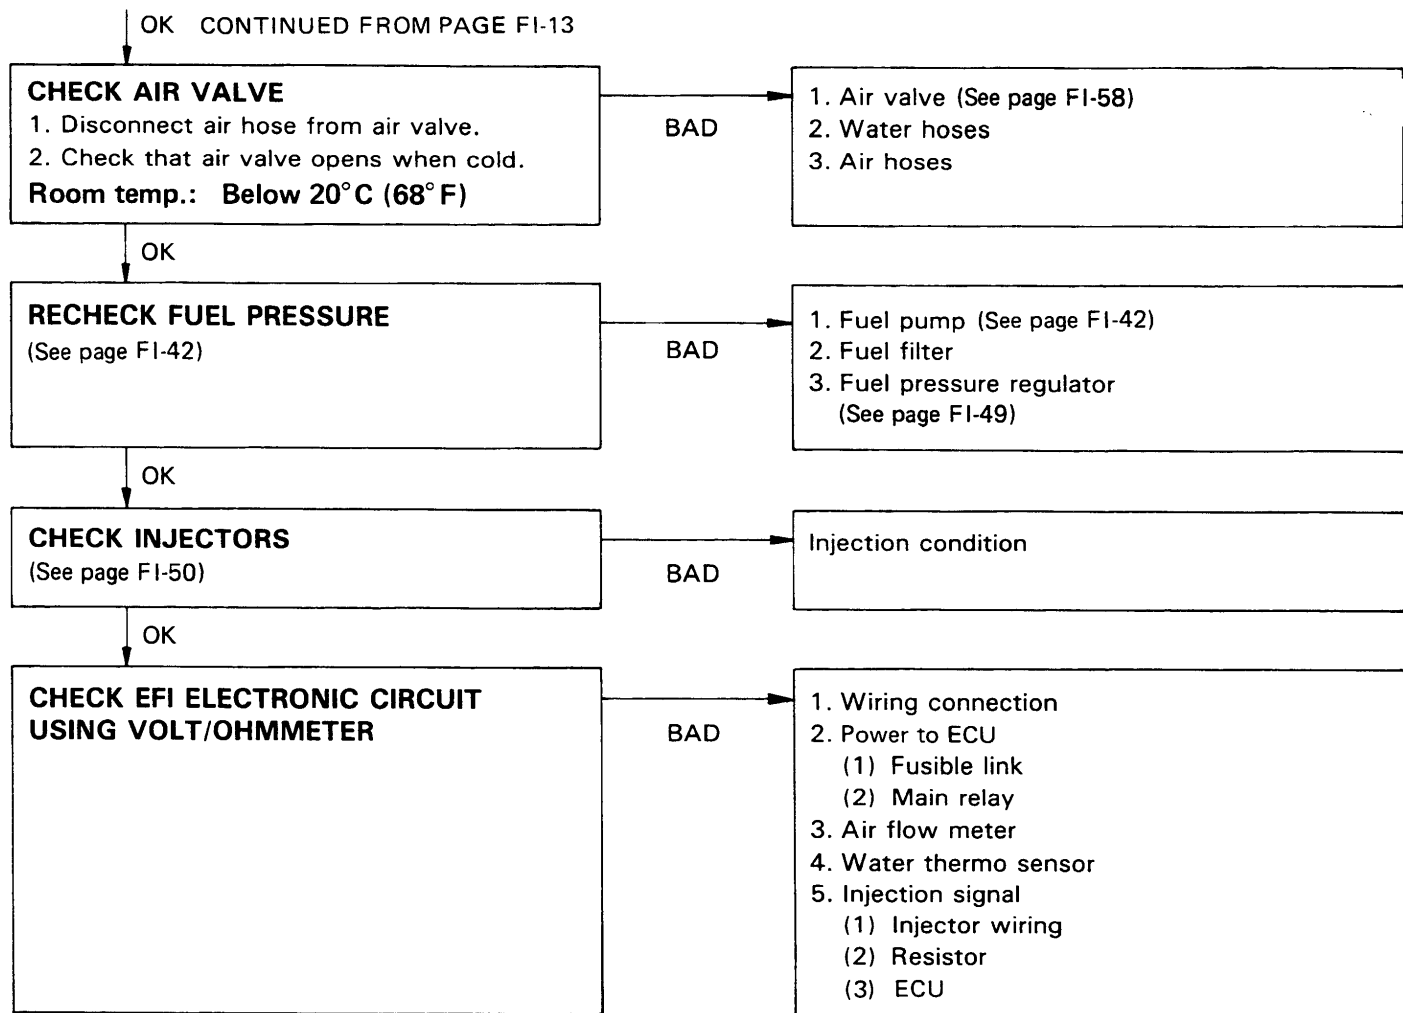 OK CONTINUED FROM PAGE FI-13
CHECK AIR VALVE
1. Disconnect air hose from air valve.
2. Check that air valve opens when cold.
Room temp.: Below 20°C (68°F)
BAD
1. Air valve (See page FI-58)
2. Water hoses
3. Air hoses
OK
RECHECK FUEL PRESSURE
(See page FI-42)
BAD
1. Fuel pump (See page FI-42)
2. Fuel filter
3. Fuel pressure regulator
(See page FI-49)
OK
CHECK INJECTORS
(See page FI-50)
BAD
Injection condition
OK
CHECK EFI ELECTRONIC CIRCUIT
USING VOLT/OHMMETER
BAD
1. Wiring connection
2. Power to ECU
(1) Fusible link
(2) Main relay
3. Air flow meter
4. Water thermo sensor
5. Injection signal
(1) Injector wiring
(2) Resistor
(3) ECU